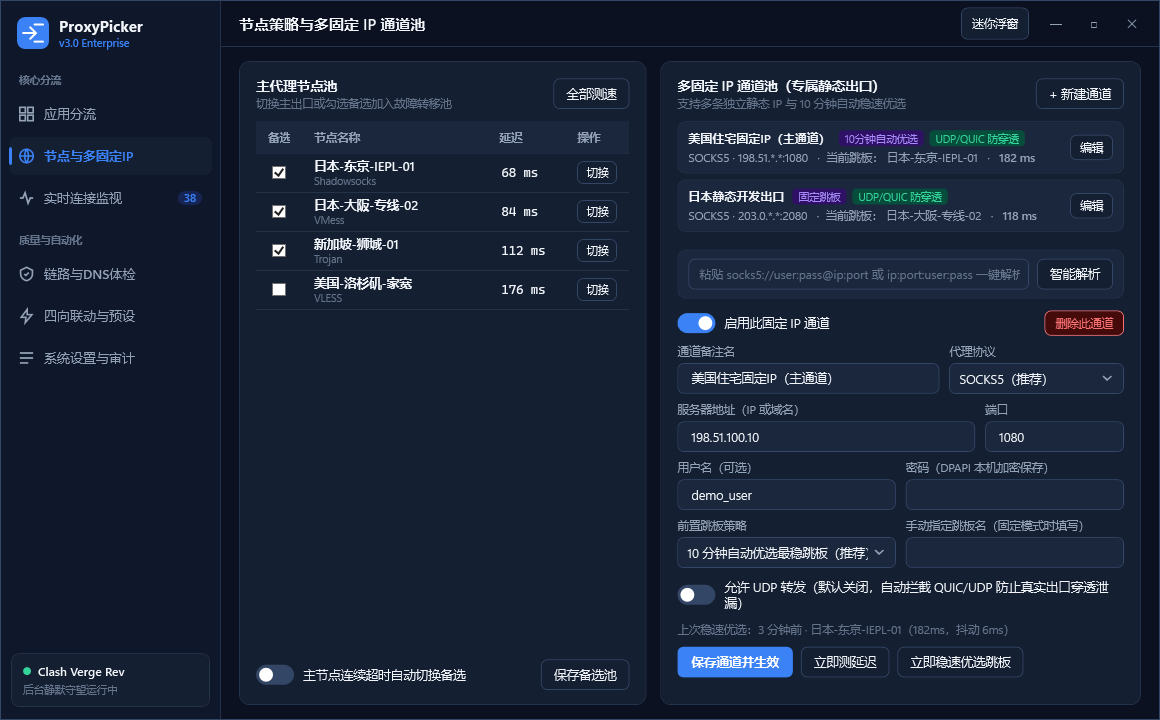 ProxyPicker
v3.0 Enterprise
核心分流
应用分流
节点与多固定IP
实时连接监视 38
质量与自动化
链路与DNS体检
四向联动与预设
系统设置与审计
Clash Verge Rev
后台静默守望运行中
节点策略与多固定 IP 通道池
迷你浮窗
主代理节点池
切换主出口或勾选备选加入故障转移池
全部测速
备选 节点名称 延迟 操作
日本-东京-IEPL-01 68 ms 切换
Shadowsocks
日本-大阪-专线-02 84 ms 切换
VMess
新加坡-狮城-01 112 ms 切换
Trojan
美国-洛杉矶-家宽 176 ms 切换
VLESS
主节点连续超时自动切换备选
保存备选池
多固定 IP 通道池（专属静态出口）
支持多条独立静态 IP 与 10 分钟自动稳速优选
+ 新建通道
美国住宅固定IP（主通道） 10分钟自动优选 UDP/QUIC 防穿透
SOCKS5 · 198.51.*.*:1080 · 当前跳板： 日本-东京-IEPL-01 · 182 ms
编辑
日本静态开发出口 固定跳板 UDP/QUIC 防穿透
SOCKS5 · 203.0.*.*:2080 · 当前跳板： 日本-大阪-专线-02 · 118 ms
编辑
粘贴 socks5://user:pass@ip:port 或 ip:port:user:pass 一键解析
智能解析
启用此固定 IP 通道
删除此通道
通道备注名 代理协议
美国住宅固定IP（主通道） SOCKS5（推荐）
服务器地址（IP 或域名） 端口
198.51.100.10 1080
用户名（可选） 密码（DPAPI 本机加密保存）
demo_user
前置跳板策略 手动指定跳板名（固定模式时填写）
10 分钟自动优选最稳跳板（推荐）
允许 UDP 转发（默认关闭，自动拦截 QUIC/UDP 防止真实出口穿透泄
漏）
上次稳速优选：3 分钟前 · 日本-东京-IEPL-01（182ms，抖动 6ms）
保存通道并生效 立即测延迟 立即稳速优选跳板